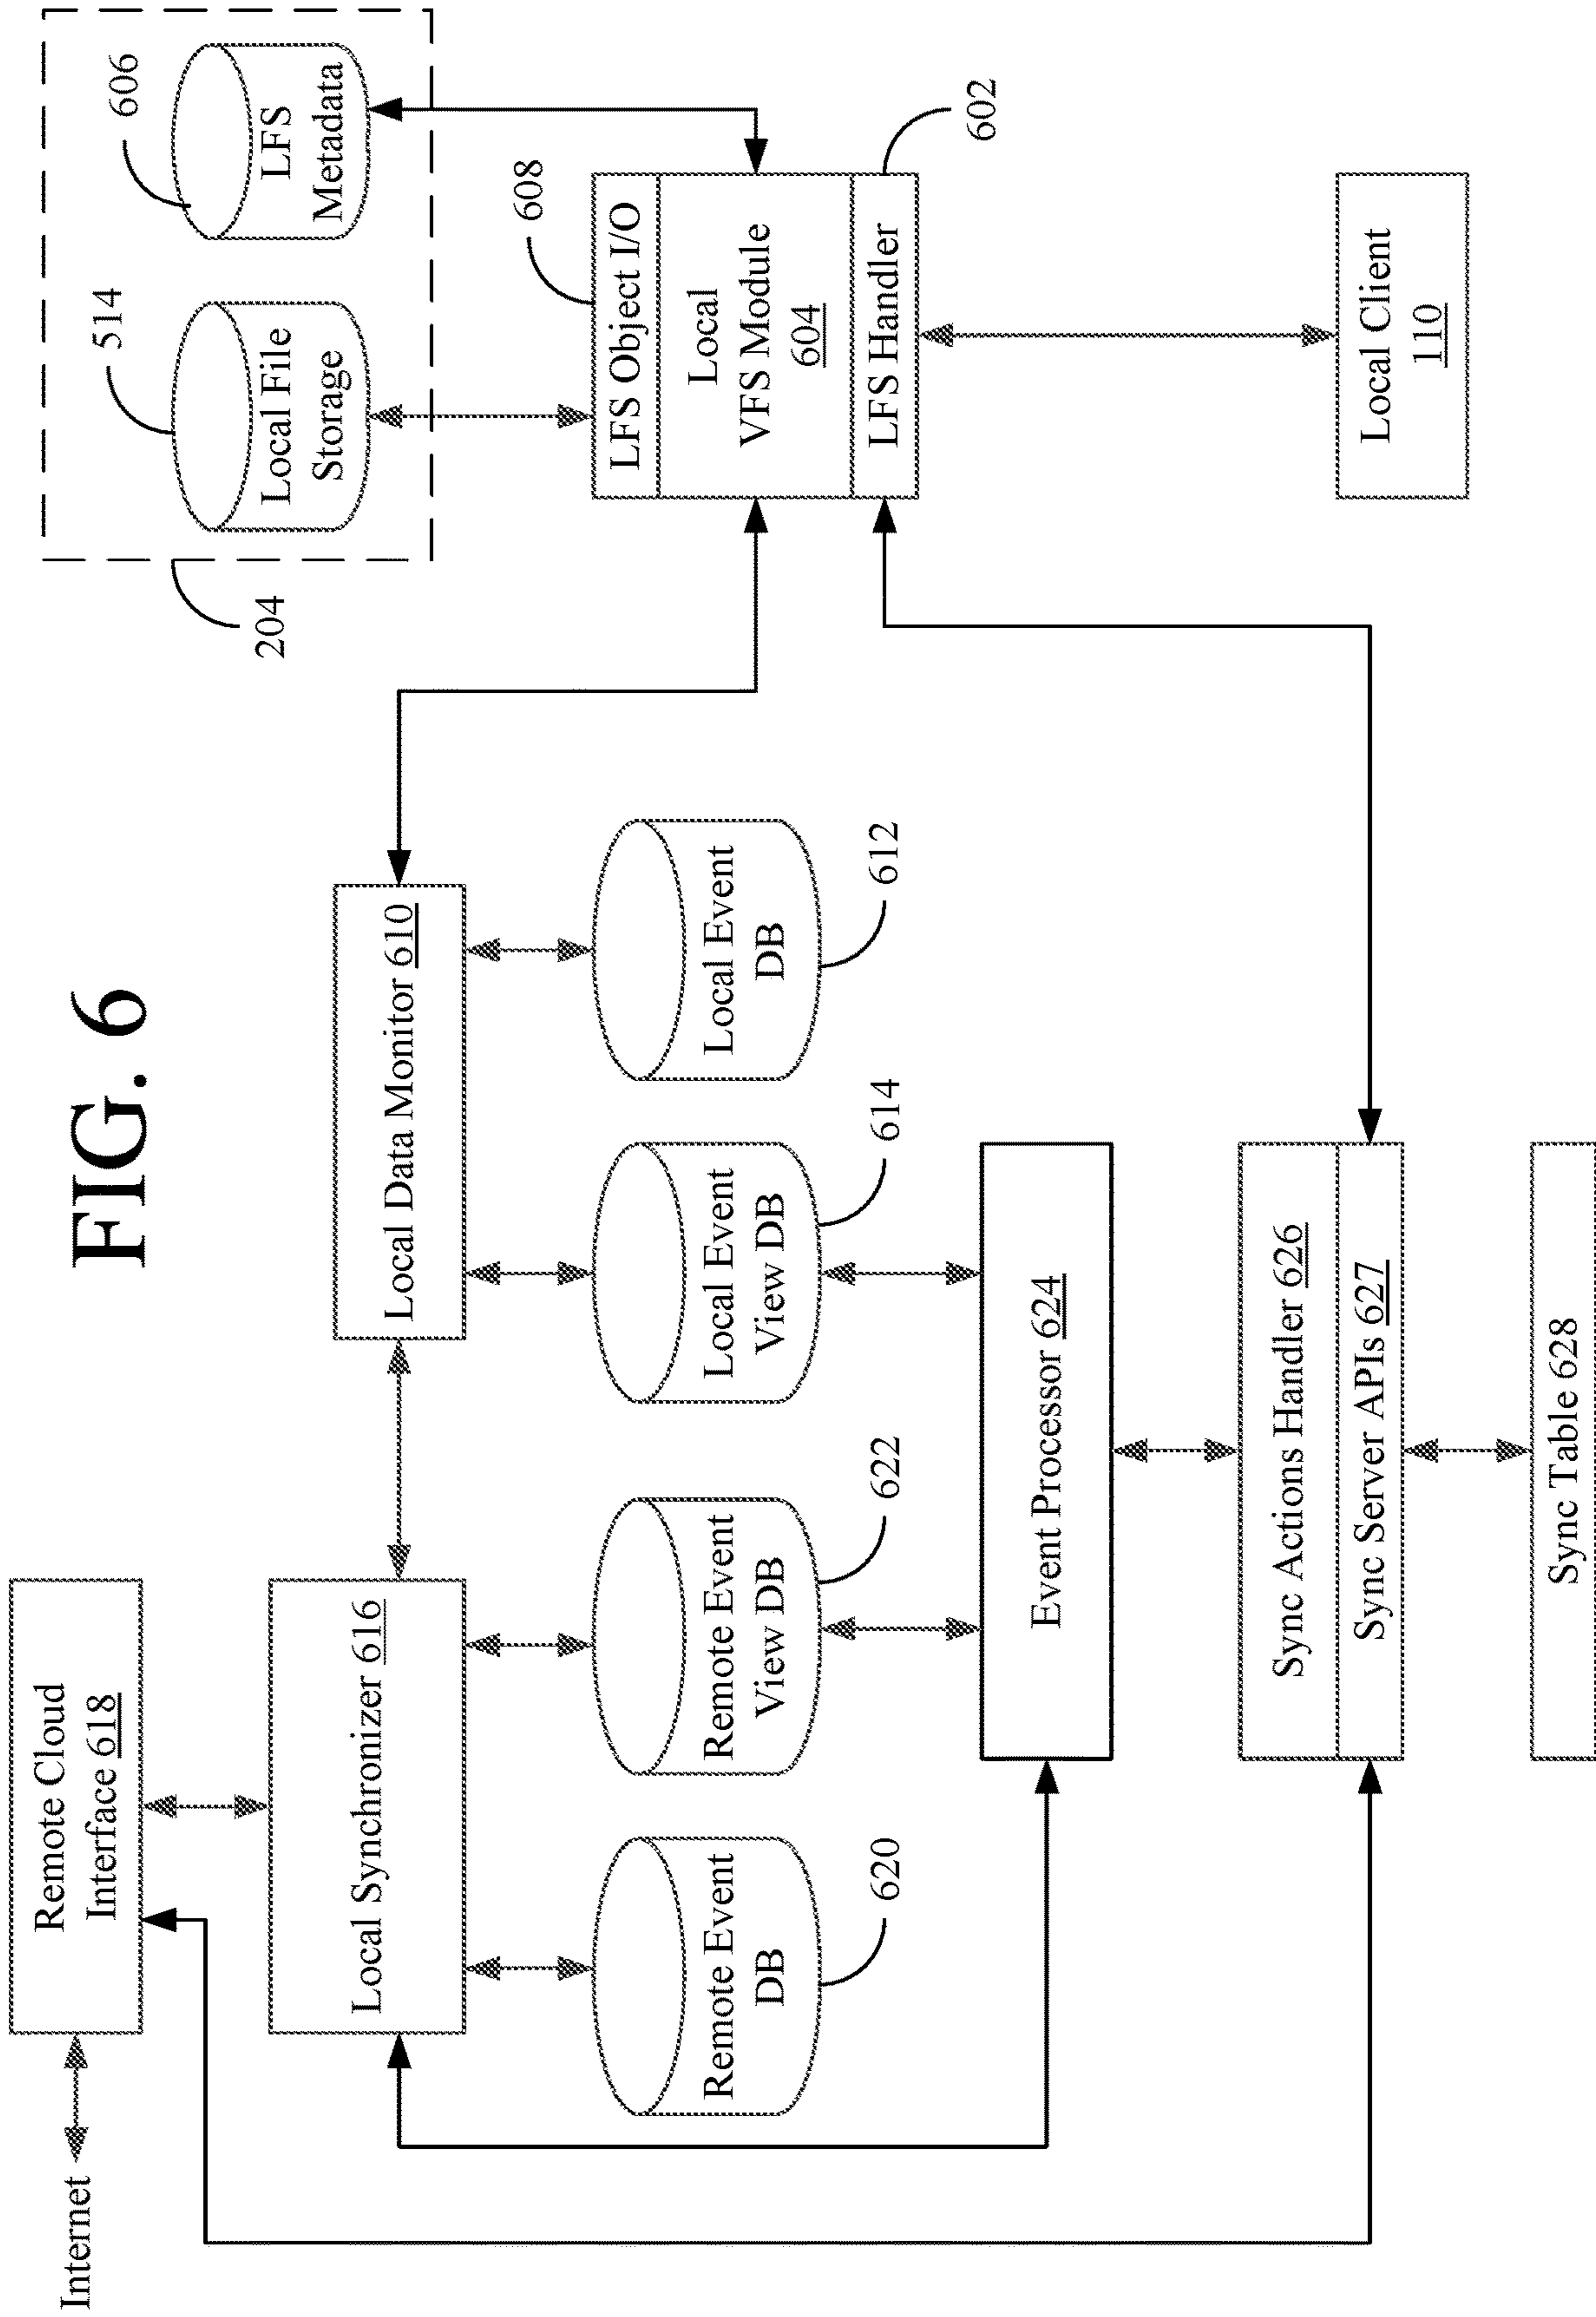 FIG. 6
Internet
Remote Cloud
Interface 618
Local Synchronizer 616
Local Data Monitor 610
Remote Event
DB
620
Remote Event
View DB
622
Local Event
View DB
614
Local Event
DB
612
Event Processor 624
Sync Actions Handler 626
Sync Server APIs 627
Sync Table 628
204
Local File
Storage
514
LFS
Metadata
606
608
LFS Object I/O
Local
VFS Module
604
LFS Handler
602
Local Client
110